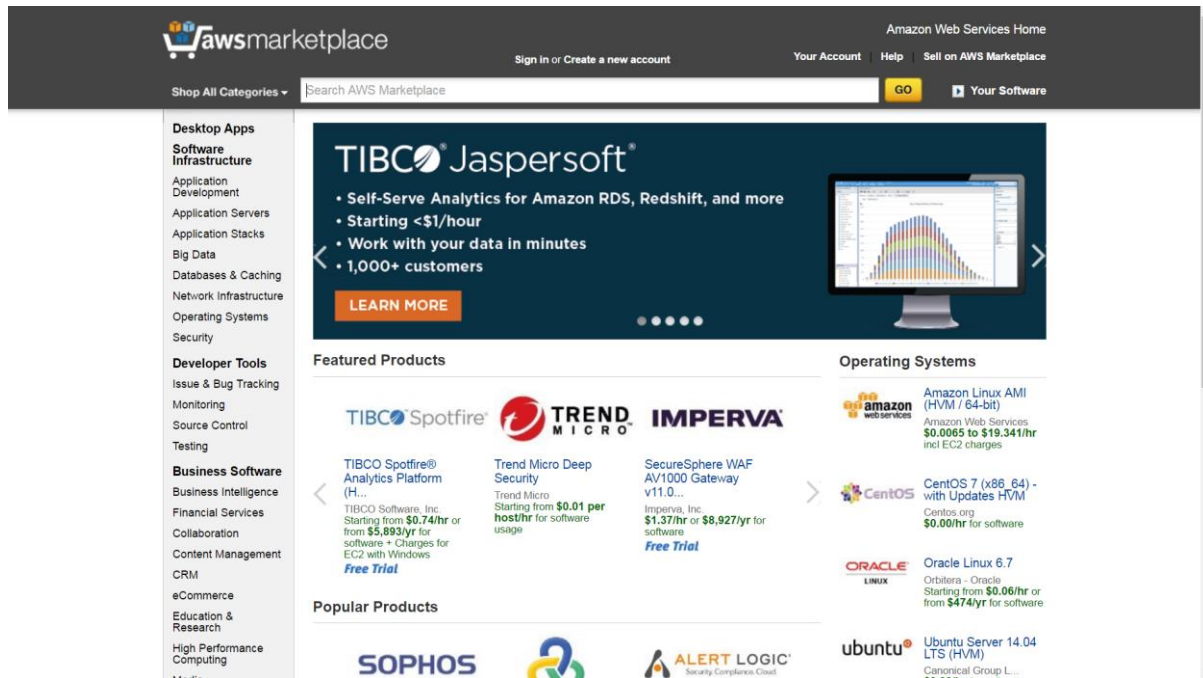 awsmarketplace
Amazon Web Services Home
Sign in or Create a new account
Your Account
Help
Sell on AWS Marketplace
Shop All Categories
Search AWS Marketplace
GO
Your Software
Desktop Apps
Software
Infrastructure
Application
Development
Application Servers
Application Stacks
Big Data
Databases & Caching
Network Infrastructure
Operating Systems
Security
Developer Tools
Issue & Bug Tracking
Monitoring
Source Control
Testing
Business Software
Business Intelligence
Financial Services
Collaboration
Content Management
CRM
eCommerce
Education &
Research
High Performance
Computing
TIBCO® Jaspersoft®
• Self-Serve Analytics for Amazon RDS, Redshift, and more
• Starting <$1/hour
• Work with your data in minutes
• 1,000+ customers
LEARN MORE
Featured Products
TIBCO Spotfire®
TIBCO Spotfire®
Analytics Platform
(H...
TIBCO Software, Inc.
Starting from $0.74/hr or
from $5,893/yr for
software + Charges for
EC2 with Windows
Free Trial
TREND
MICRO
Trend Micro Deep
Security
Trend Micro
Starting from $0.01 per
host/hr for software
usage
IMPERVA
SecureSphere WAF
AV1000 Gateway
v11.0...
Imperva, Inc.
$1.37/hr or $8,927/yr for
software
Free Trial
Popular Products
SOPHOS
ALERT LOGIC
Security. Compliance. Cloud.
Operating Systems
amazon
webservices
Amazon Linux AMI
(HVM / 64-bit)
Amazon Web Services
$0.0065 to $19.341/hr
incl EC2 charges
CentOS
CentOS 7 (x86_64) -
with Updates HVM
Centos.org
$0.00/hr for software
ORACLE
LINUX
Oracle Linux 6.7
Orbitera - Oracle
Starting from $0.06/hr or
from $474/yr for software
ubuntu
Ubuntu Server 14.04
LTS (HVM)
Canonical Group L...